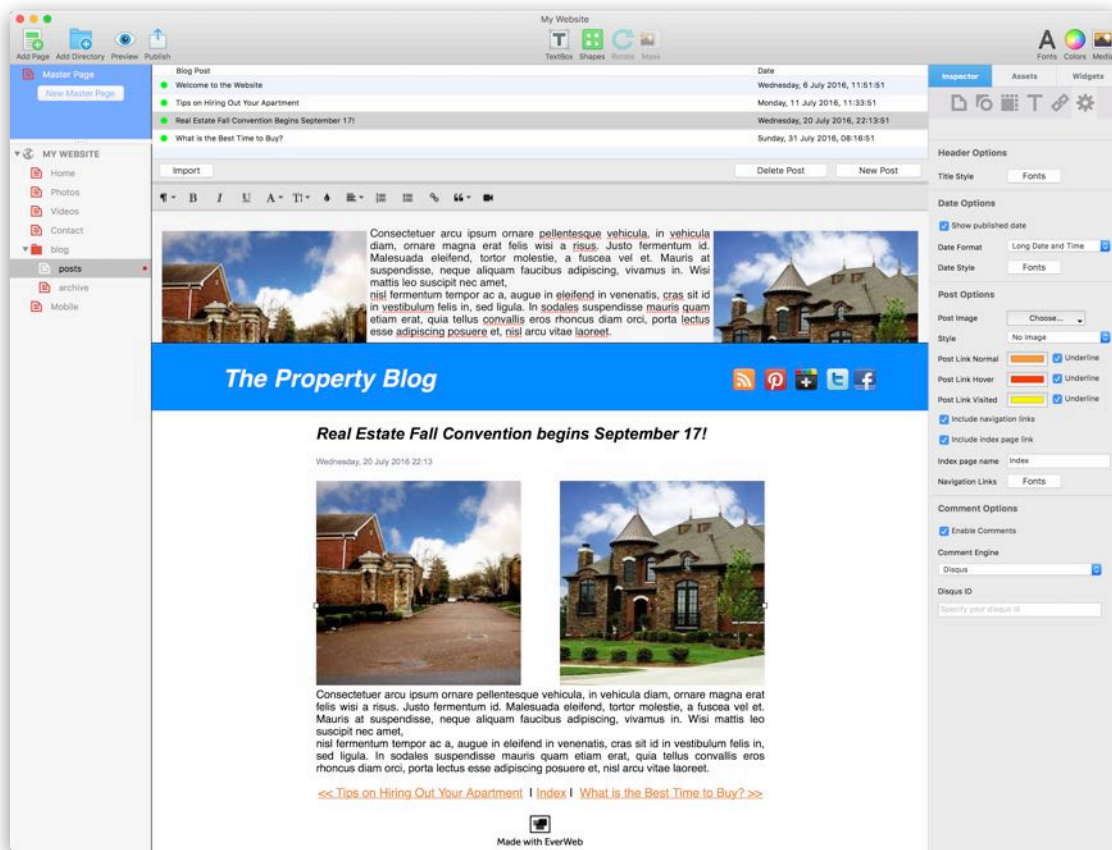 My Website
Add Page Add Directory Preview Publish
TextBox Shapes Rotate Mask
Fonts Colors Media
Master Page
New Master Page
MY WEBSITE
Home
Photos
Videos
Contact
blog
posts
archive
Mobile
Blog Post Date
Welcome to the Website Wednesday, 6 July 2016, 11:51:51
Tips on Hiring Out Your Apartment Monday, 11 July 2016, 11:33:51
Real Estate Fall Convention Begins September 17! Wednesday, 20 July 2016, 22:13:51
What is the Best Time to Buy? Sunday, 31 July 2016, 08:16:51
Import Delete Post New Post
Consectetuer arcu ipsum ornare pellentesque vehicula, in vehicula
diam, ornare magna erat felis wisi a risus. Justo fermentum id.
Malesuada eleifend, tortor molestie, a fuscea vel et. Mauris at
suspendisse, neque aliquam faucibus adipiscing, vivamus in. Wisi
mattis leo suscipit nec amet,
nisl fermentum tempor ac a, augue in eleifend in venenatis, cras sit id
in vestibulum felis in, sed ligula. In sodales suspendisse mauris quam
etiam erat, quia tellus convallis eros rhoncus diam orci, porta lectus
esse adipiscing posuere et, nisl arcu vitae laoreet.
The Property Blog
Real Estate Fall Convention begins September 17!
Wednesday, 20 July 2016 22:13
Consectetuer arcu ipsum ornare pellentesque vehicula, in vehicula diam, ornare magna erat
felis wisi a risus. Justo fermentum id. Malesuada eleifend, tortor molestie, a fuscea vel et.
Mauris at suspendisse, neque aliquam faucibus adipiscing, vivamus in. Wisi mattis leo
suscipit nec amet,
nisl fermentum tempor ac a, augue in eleifend in venenatis, cras sit id in vestibulum felis in,
sed ligula. In sodales suspendisse mauris quam etiam erat, quia tellus convallis eros
rhoncus diam orci, porta lectus esse adipiscing posuere et, nisl arcu vitae laoreet.
<< Tips on Hiring Out Your Apartment | Index | What is the Best Time to Buy? >>
Made with EverWeb
Inspector Assets Widgets
Header Options
Title Style Fonts
Date Options
Show published date
Date Format Long Date and Time
Date Style Fonts
Post Options
Post Image Choose...
Style No Image
Post Link Normal Underline
Post Link Hover Underline
Post Link Visited Underline
Include navigation links
Include index page link
Index page name Index
Navigation Links Fonts
Comment Options
Enable Comments
Comment Engine
Disqus
Disqus ID
Specify your disqus id